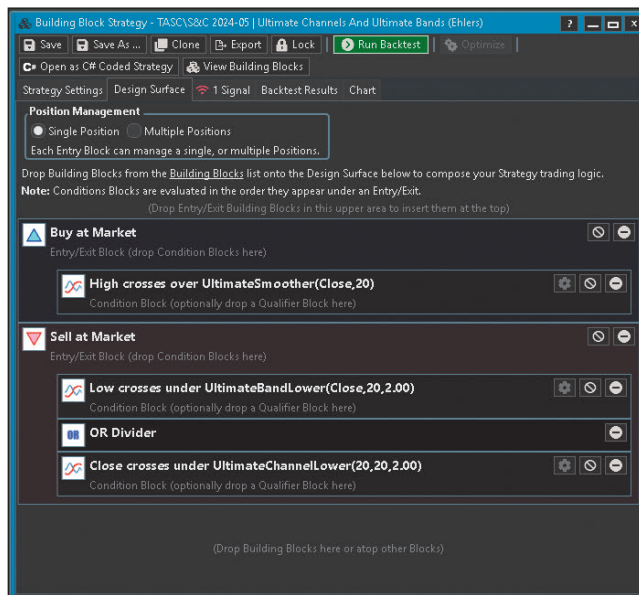 Building Block Strategy - TASC\S&C 2024-05 | Ultimate Channels And Ultimate Bands (Ehlers)
? x
Save Save As ... Clone Export Lock Run Backtest Optimize
C# Open as C# Coded Strategy View Building Blocks
Strategy Settings Design Surface 1 Signal Backtest Results Chart
Position Management
Single Position Multiple Positions
Each Entry Block can manage a single, or multiple Positions.
Drop Building Blocks from the Building Blocks list onto the Design Surface below to compose your Strategy trading logic.
Note: Conditions Blocks are evaluated in the order they appear under an Entry/Exit.
(Drop Entry/Exit Building Blocks in this upper area to insert them at the top)
Buy at Market
Entry/Exit Block (drop Condition Blocks here)
High crosses over UltimateSmoother(Close,20)
Condition Block (optionally drop a Qualifier Block here)
Sell at Market
Entry/Exit Block (drop Condition Blocks here)
Low crosses under UltimateBandLower(Close,20,2.00)
Condition Block (optionally drop a Qualifier Block here)
OR OR Divider
Close crosses under UltimateChannelLower(20,20,2.00)
Condition Block (optionally drop a Qualifier Block here)
(Drop Building Blocks here or atop other Blocks)